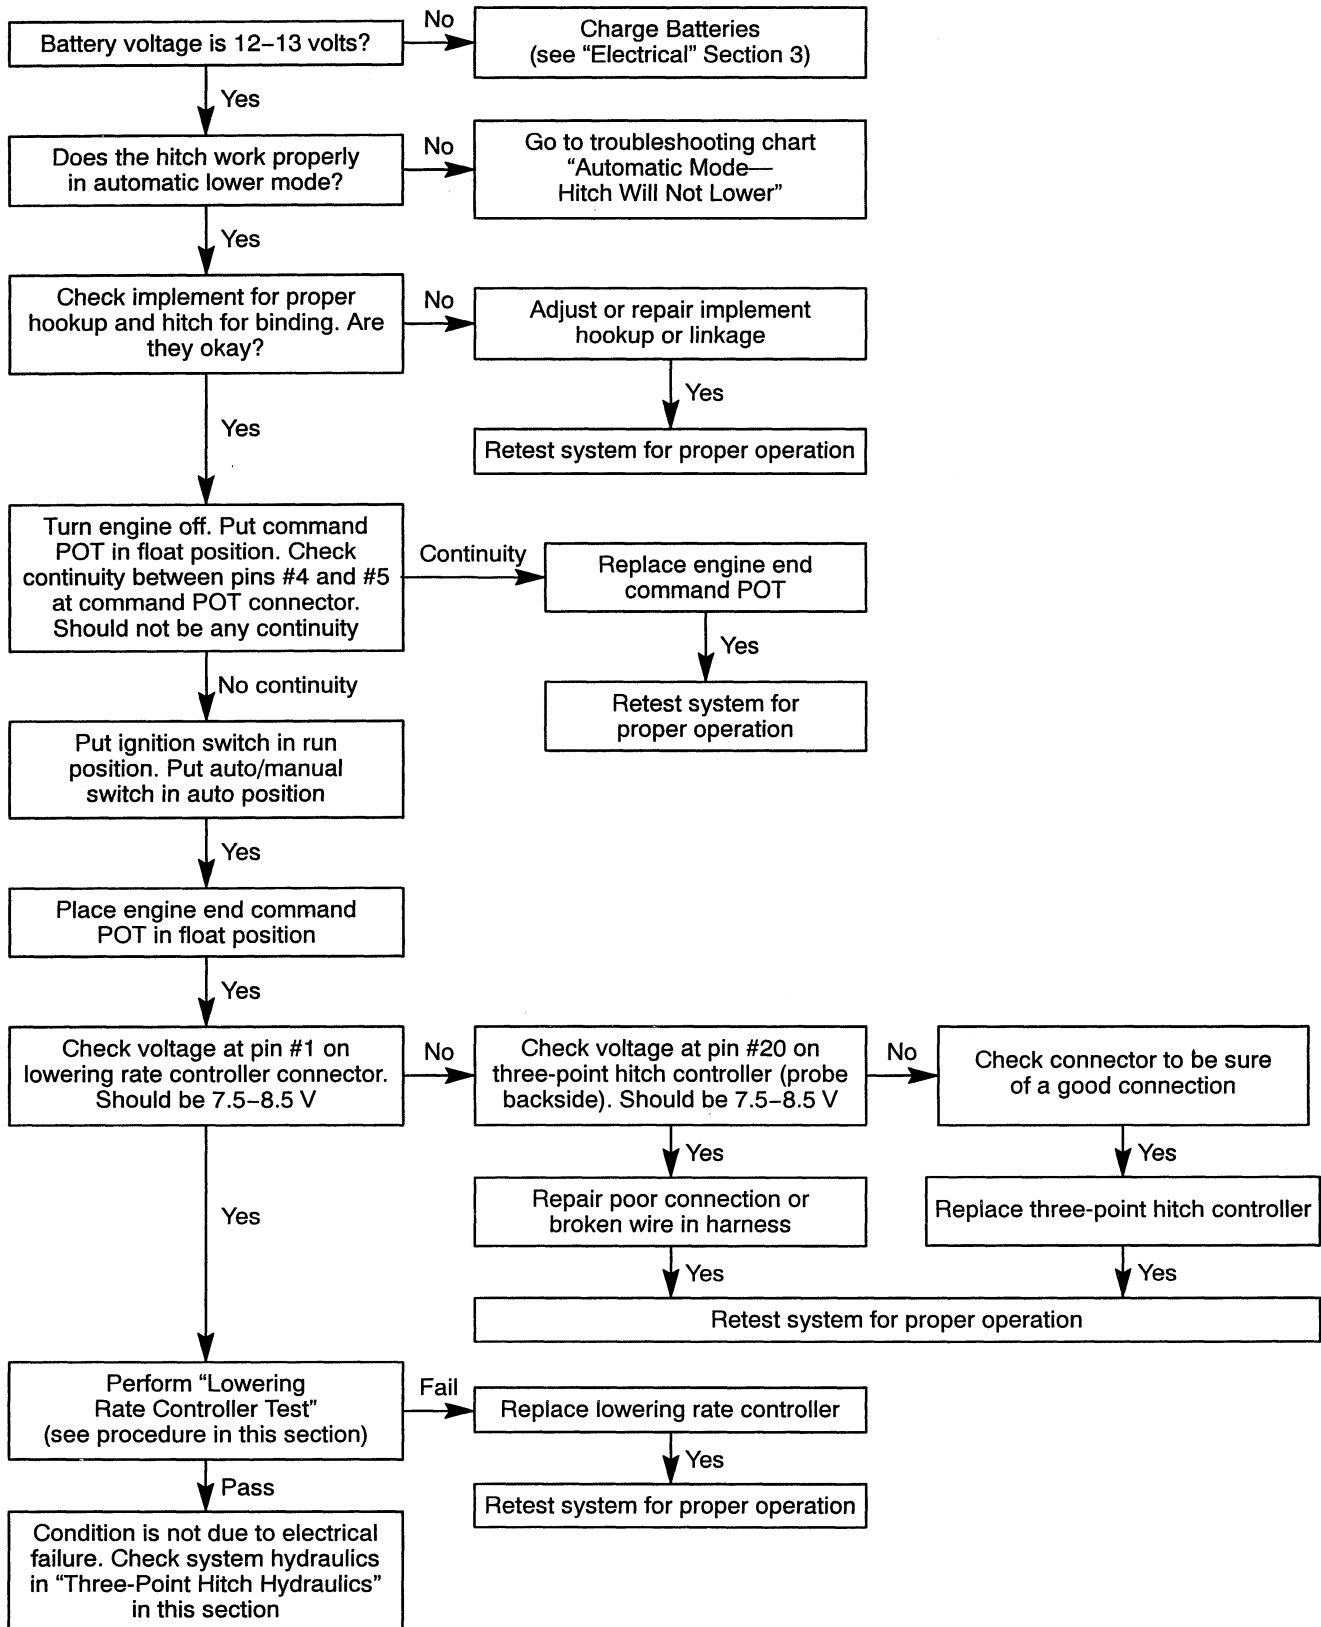 Battery voltage is 12–13 volts?
No
Charge Batteries
(see “Electrical” Section 3)
Yes
Does the hitch work properly
in automatic lower mode?
No
Go to troubleshooting chart
“Automatic Mode—
Hitch Will Not Lower”
Yes
Check implement for proper
hookup and hitch for binding. Are
they okay?
No
Adjust or repair implement
hookup or linkage
Yes
Retest system for proper operation
Yes
Turn engine off. Put command
POT in float position. Check
continuity between pins #4 and #5
at command POT connector.
Should not be any continuity
Continuity
Replace engine end
command POT
Yes
Retest system for
proper operation
No continuity
Put ignition switch in run
position. Put auto/manual
switch in auto position
Yes
Place engine end command
POT in float position
Yes
Check voltage at pin #1 on
lowering rate controller connector.
Should be 7.5–8.5 V
No
Check voltage at pin #20 on
three-point hitch controller (probe
backside). Should be 7.5–8.5 V
No
Check connector to be sure
of a good connection
Yes
Repair poor connection or
broken wire in harness
Yes
Yes
Replace three-point hitch controller
Yes
Retest system for proper operation
Yes
Perform “Lowering
Rate Controller Test”
(see procedure in this section)
Fail
Replace lowering rate controller
Yes
Retest system for proper operation
Pass
Condition is not due to electrical
failure. Check system hydraulics
in “Three-Point Hitch Hydraulics”
in this section